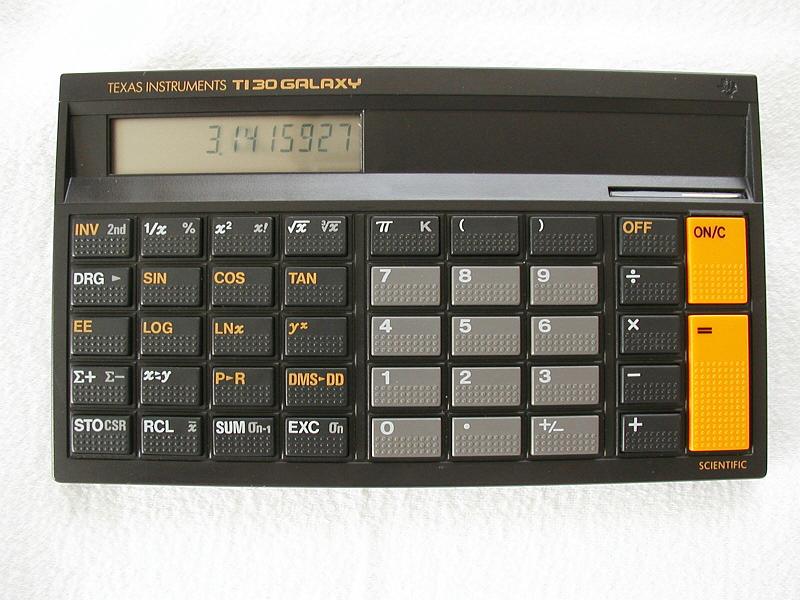 TEXAS INSTRUMENTS TI 30 GALAXY
3.1415927
INV 2nd 1/x % x² x! √x ∛x π K ( ) OFF ON/C
DRG ► SIN COS TAN 7 8 9 ÷
EE LOG LNx yˣ 4 5 6 × =
Σ+ Σ− x⇆y P►R DMS►DD 1 2 3 −
STO CSR RCL x̄ SUM σn-1 EXC σn 0 . +/− +
SCIENTIFIC